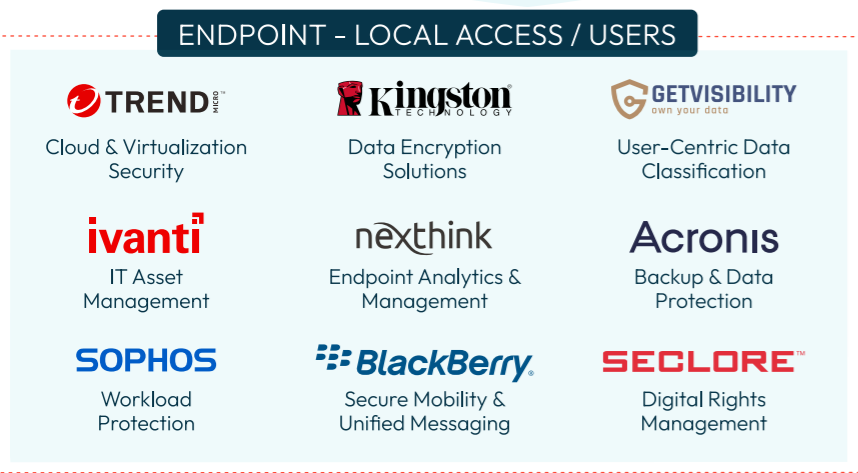 ENDPOINT - LOCAL ACCESS / USERS
TREND MICRO™
Cloud & Virtualization
Security
Kingston
TECHNOLOGY
Data Encryption
Solutions
GETVISIBILITY
own your data
User-Centric Data
Classification
ivanti
IT Asset
Management
nexthink
Endpoint Analytics &
Management
Acronis
Backup & Data
Protection
SOPHOS
Workload
Protection
BlackBerry®
Secure Mobility &
Unified Messaging
SECLORE™
Digital Rights
Management